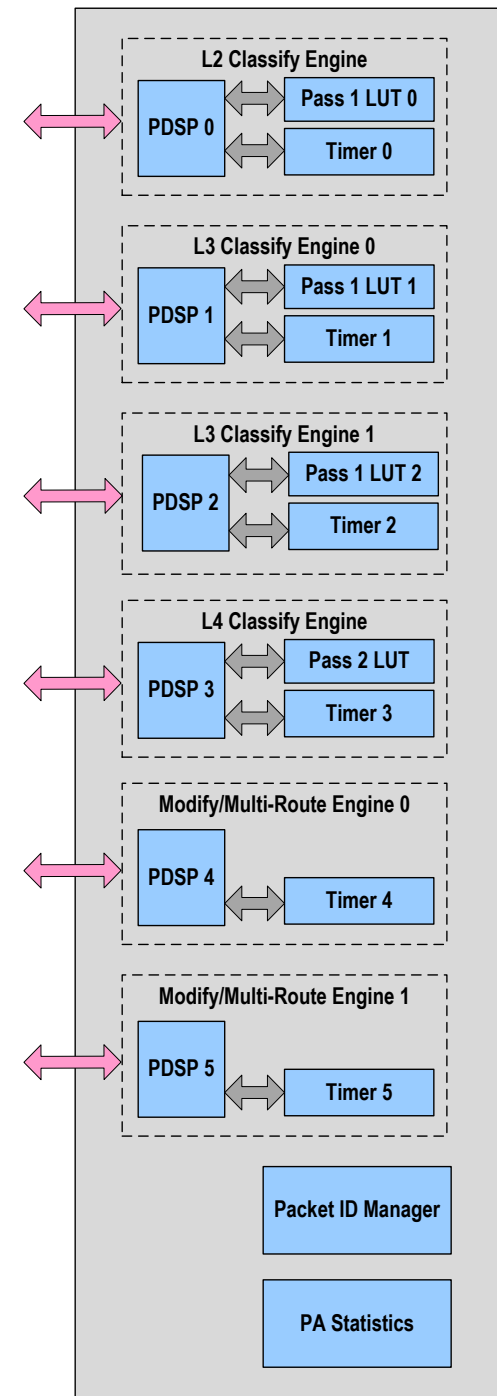 L2 Classify Engine
PDSP 0
Pass 1 LUT 0
Timer 0
L3 Classify Engine 0
PDSP 1
Pass 1 LUT 1
Timer 1
L3 Classify Engine 1
PDSP 2
Pass 1 LUT 2
Timer 2
L4 Classify Engine
PDSP 3
Pass 2 LUT
Timer 3
Modify/Multi-Route Engine 0
PDSP 4
Timer 4
Modify/Multi-Route Engine 1
PDSP 5
Timer 5
Packet ID Manager
PA Statistics